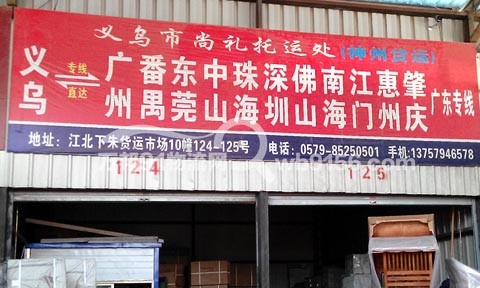 义乌市尚礼托运处(神州货运)
义乌
专线
直达
广番东中珠深佛南江惠肇
州禺莞山海圳山海门州庆
广东专线
地址:江北下朱货运市场10幢124-125号 电话:0579-85250501 手机:13757946578
124
125